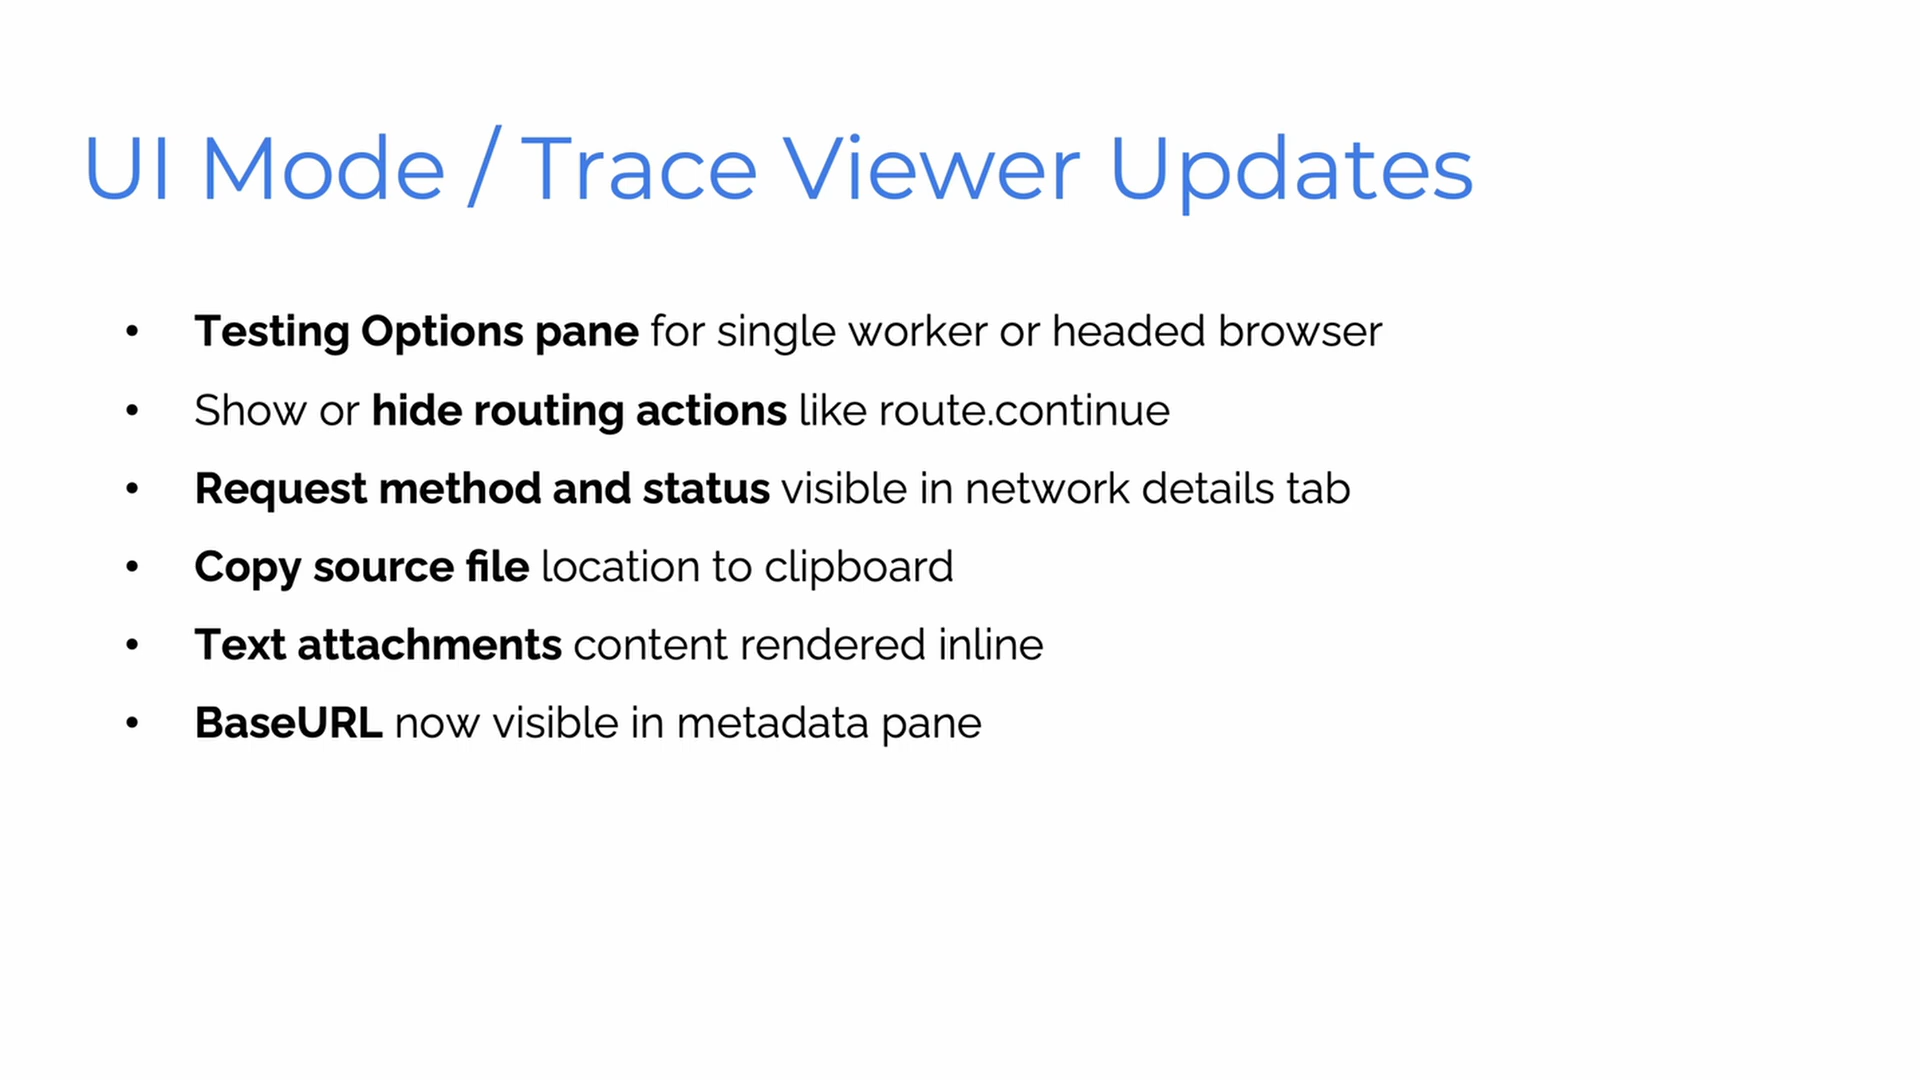 UI Mode / Trace Viewer Updates
• Testing Options pane for single worker or headed browser
• Show or hide routing actions like route.continue
• Request method and status visible in network details tab
• Copy source file location to clipboard
• Text attachments content rendered inline
• BaseURL now visible in metadata pane